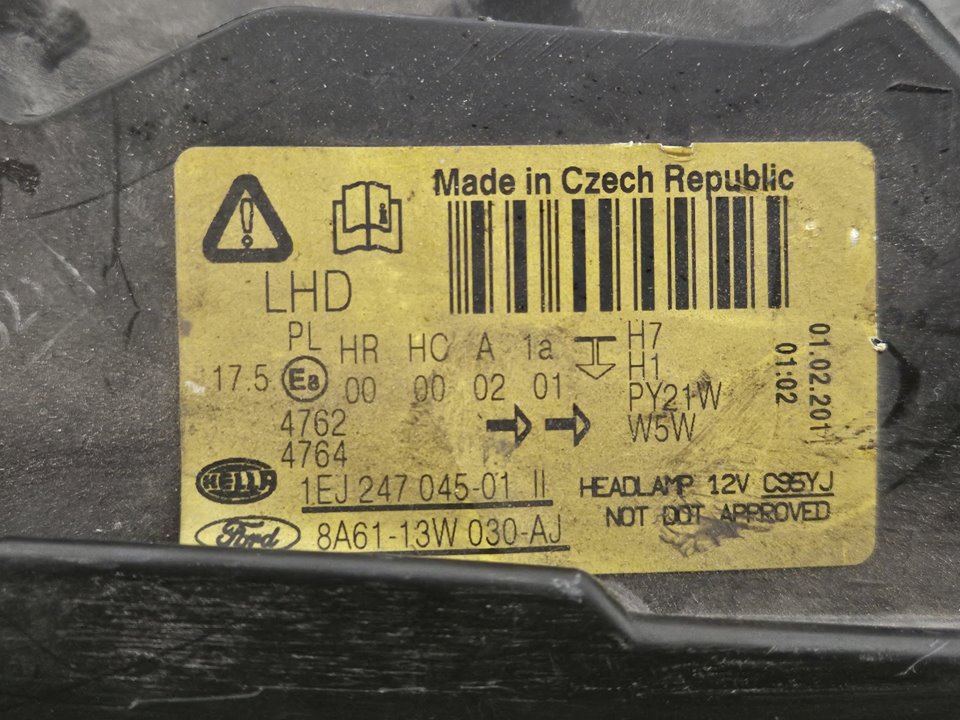 Made in Czech Republic
LHD
PL HR HC A 1a
17.5 E8 00 00 02 01
4762
4764
H7
H1
PY21W
W5W
01.02.201
01:02
HELLA 1EJ 247 045-01 II
Ford 8A61-13W 030-AJ
HEADLAMP 12V C95YJ
NOT DOT APPROVED